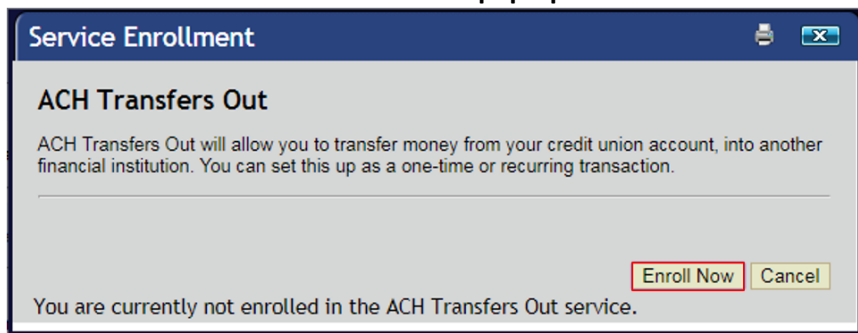 Service Enrollment
ACH Transfers Out
ACH Transfers Out will allow you to transfer money from your credit union account, into another
financial institution. You can set this up as a one-time or recurring transaction.
Enroll Now Cancel
You are currently not enrolled in the ACH Transfers Out service.